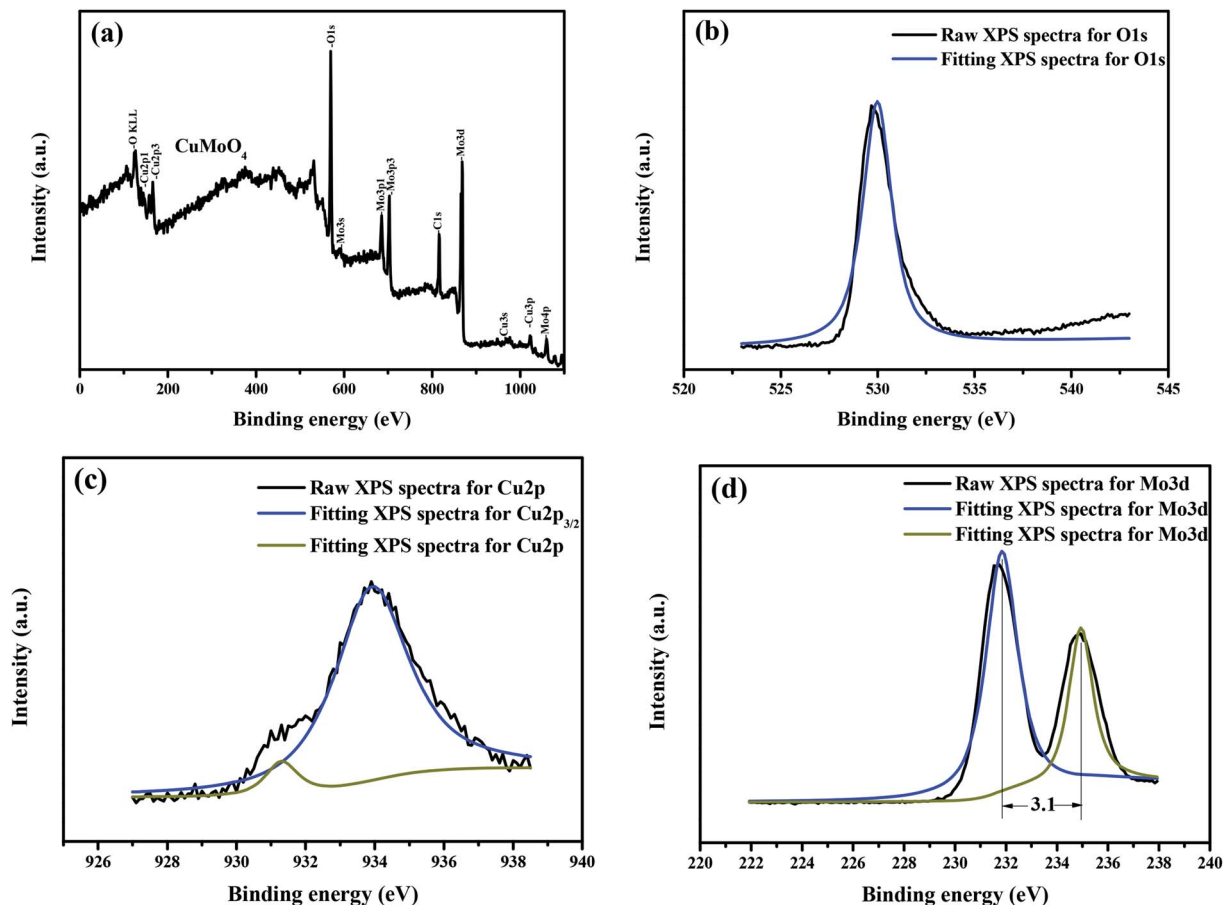 (a)
-O1s
-O KLL
Cu2p1
-Cu2p3
CuMoO4
-Mo3s
-Mo3p1
-Mo3p3
C1s
-Mo3d
Cu3s
-Cu3p
Mo4p
Intensity (a.u.)
0 200 400 600 800 1000
Binding energy (eV)
(b)
Raw XPS spectra for O1s
Fitting XPS spectra for O1s
Intensity (a.u.)
520 525 530 535 540 545
Binding energy (eV)
(c)
Raw XPS spectra for Cu2p
Fitting XPS spectra for Cu2p3/2
Fitting XPS spectra for Cu2p
Intensity (a.u.)
926 928 930 932 934 936 938 940
Binding energy (eV)
(d)
Raw XPS spectra for Mo3d
Fitting XPS spectra for Mo3d
Fitting XPS spectra for Mo3d
3.1
Intensity (a.u.)
220 222 224 226 228 230 232 234 236 238 240
Binding energy (eV)